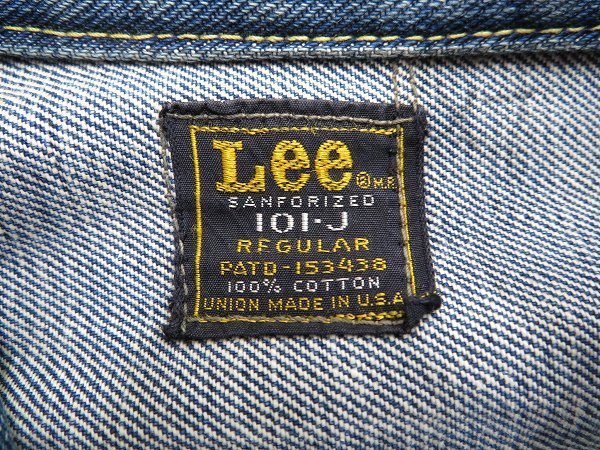 Lee ® M.R.
SANFORIZED
101-J
REGULAR
PATD-153438
100% COTTON
UNION MADE IN U.S.A